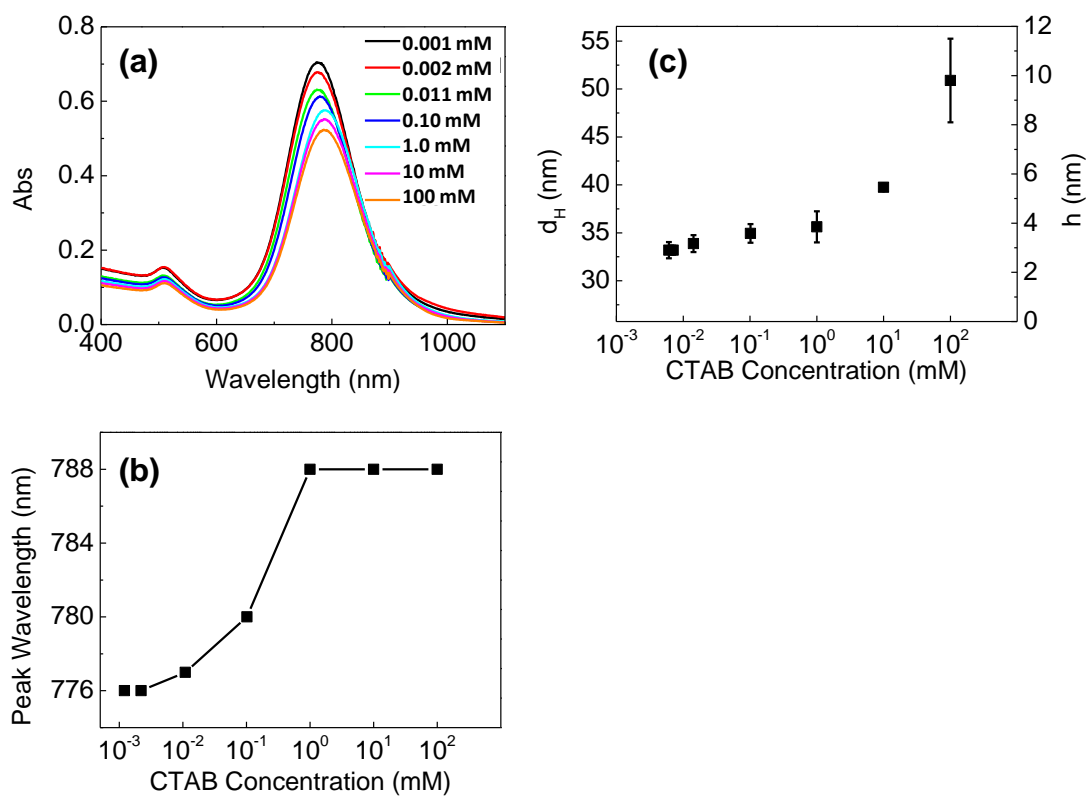 (a)
0.8
0.6
0.4
0.2
0.0
Abs
400 600 800 1000
Wavelength (nm)
0.001 mM
0.002 mM
0.011 mM
0.10 mM
1.0 mM
10 mM
100 mM
(c)
55
50
45
40
35
30
d_H (nm)
12
10
8
6
4
2
0
h (nm)
10⁻³ 10⁻² 10⁻¹ 10⁰ 10¹ 10²
CTAB Concentration (mM)
(b)
788
784
780
776
Peak Wavelength (nm)
10⁻³ 10⁻² 10⁻¹ 10⁰ 10¹ 10²
CTAB Concentration (mM)